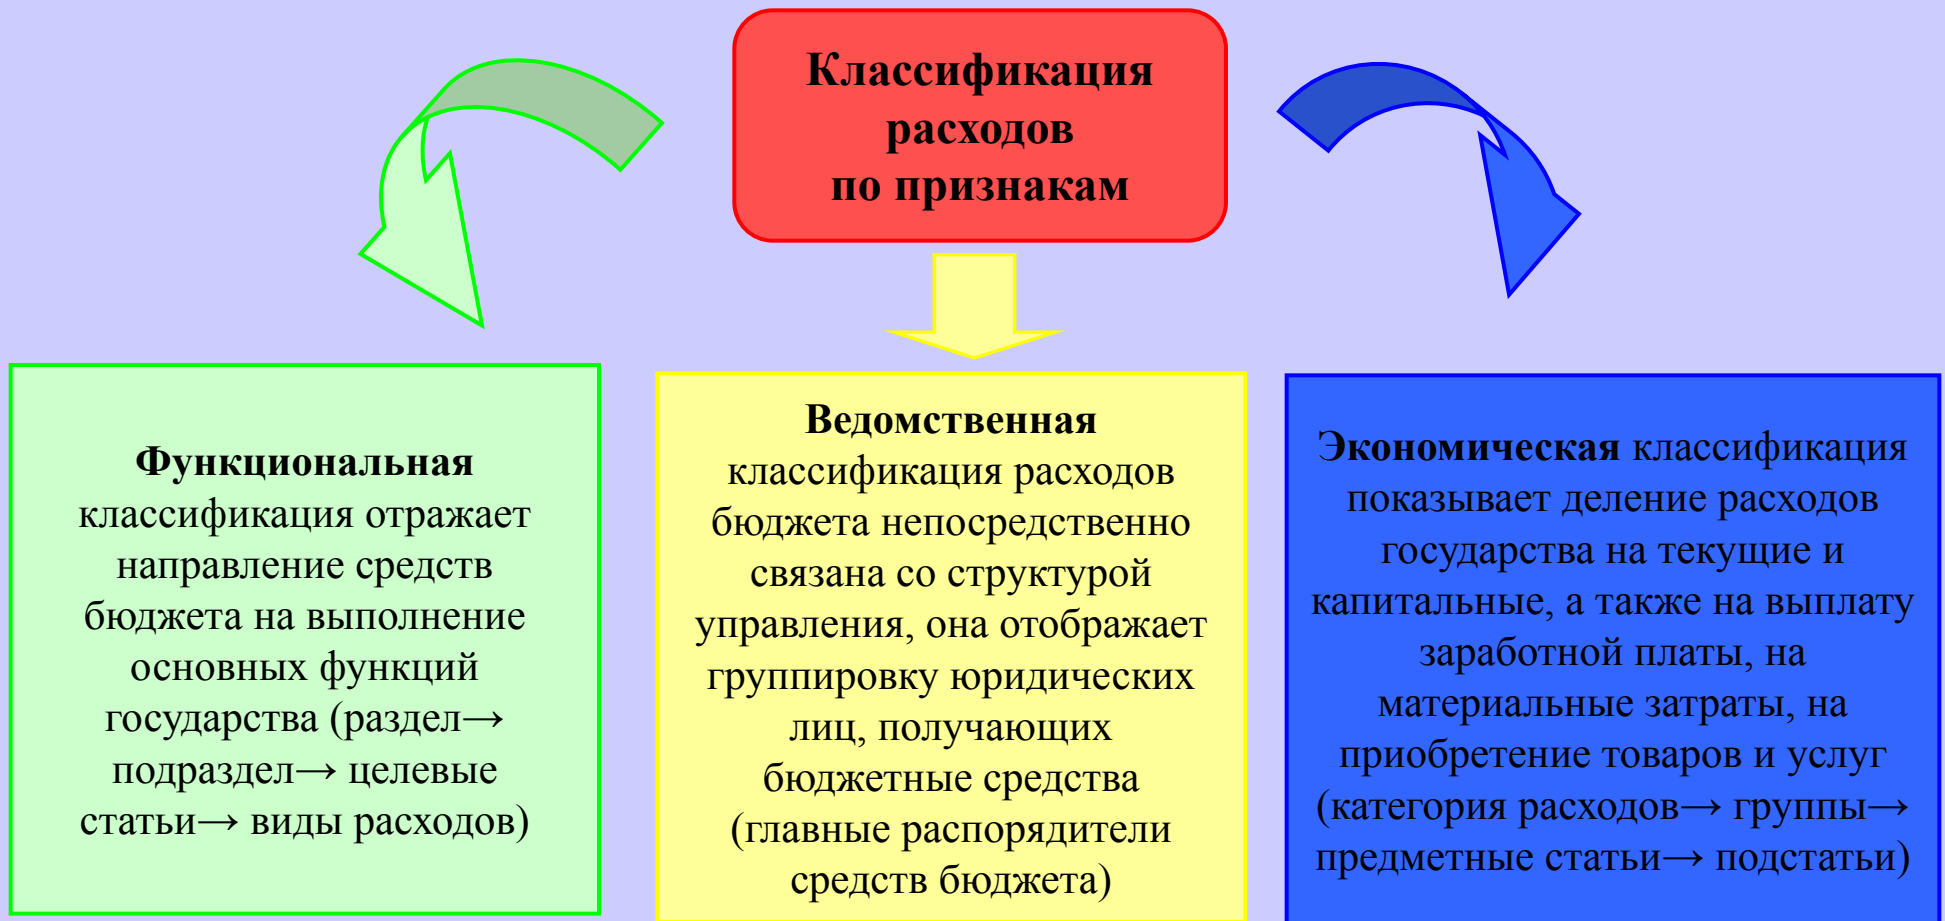 Классификация
расходов
по признакам
Функциональная
классификация отражает
направление средств
бюджета на выполнение
основных функций
государства (раздел→
подраздел→ целевые
статьи→ виды расходов)
Ведомственная
классификация расходов
бюджета непосредственно
связана со структурой
управления, она отображает
группировку юридических
лиц, получающих
бюджетные средства
(главные распорядители
средств бюджета)
Экономическая классификация
показывает деление расходов
государства на текущие и
капитальные, а также на выплату
заработной платы, на
материальные затраты, на
приобретение товаров и услуг
(категория расходов→ группы→
предметные статьи→ подстатьи)